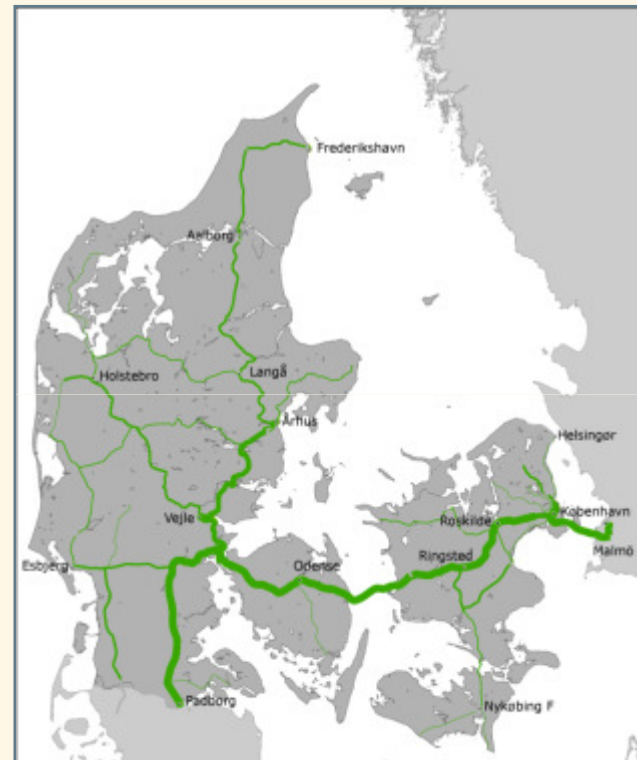 Frederikshavn
Aalborg
Holstebro
Langå
Århus
Helsingør
København
Vejle
Roskilde
Malmö
Ringsted
Esbjerg
Odense
Padborg
Nykøbing F